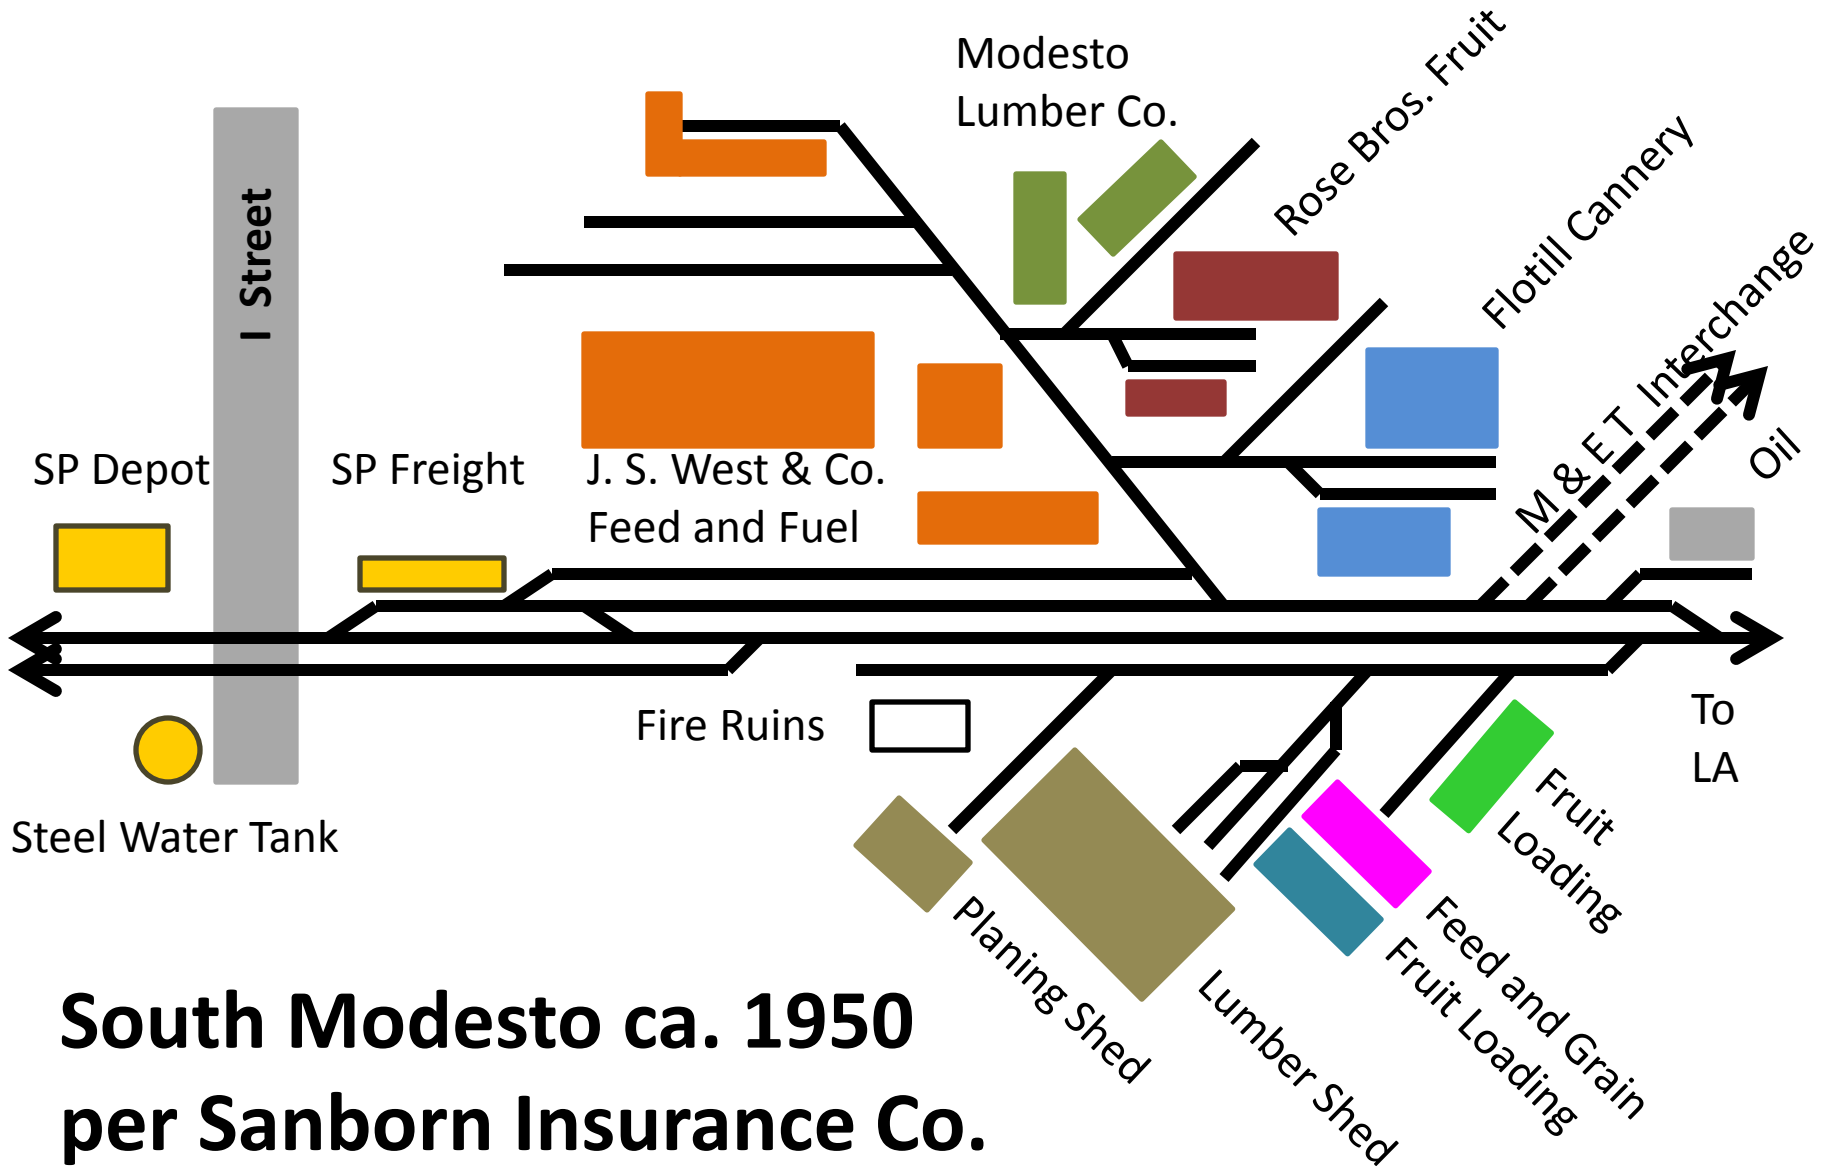 Modesto
Lumber Co.
Rose Bros. Fruit
Flotill Cannery
M & E T Interchange
Oil
I Street
SP Depot
SP Freight
J. S. West & Co.
Feed and Fuel
Fire Ruins
To
LA
Steel Water Tank
Fruit
Loading
Feed and Grain
Fruit Loading
Planing Shed
Lumber Shed
South Modesto ca. 1950
per Sanborn Insurance Co.